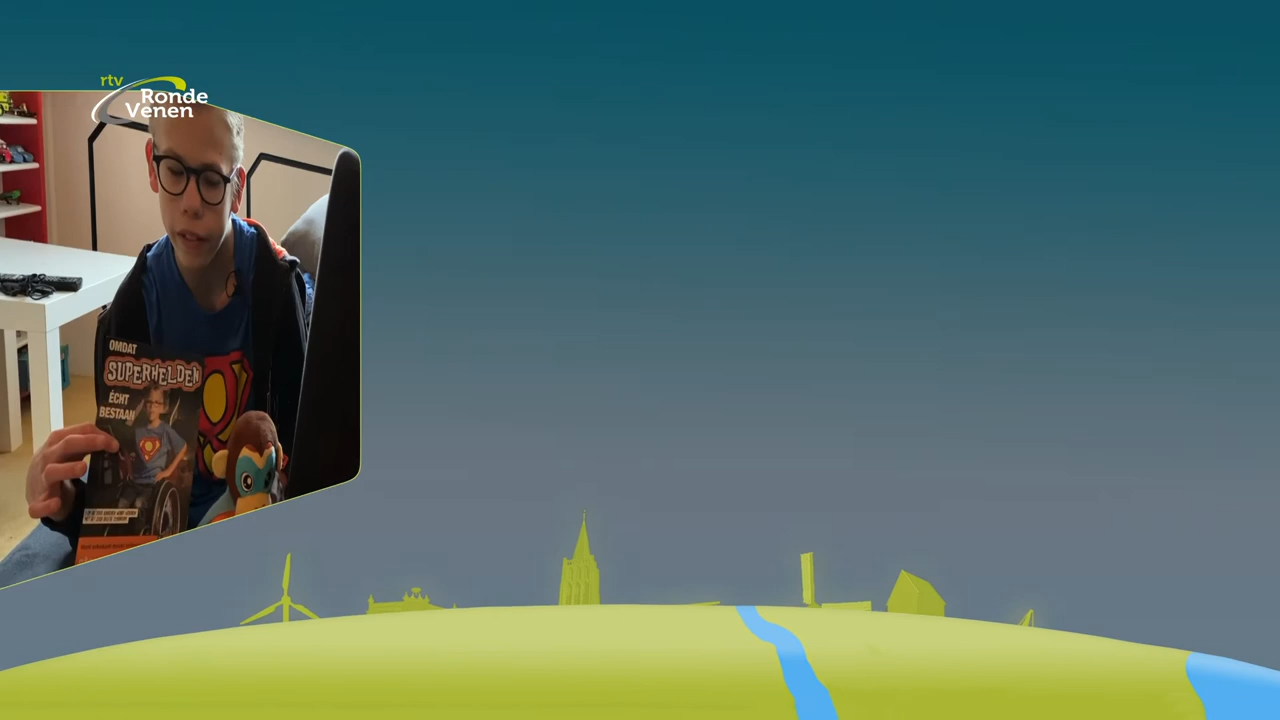 rtv
Ronde
Venen
OMDAT
SUPERHELDEN
ÉCHT
BESTAAN